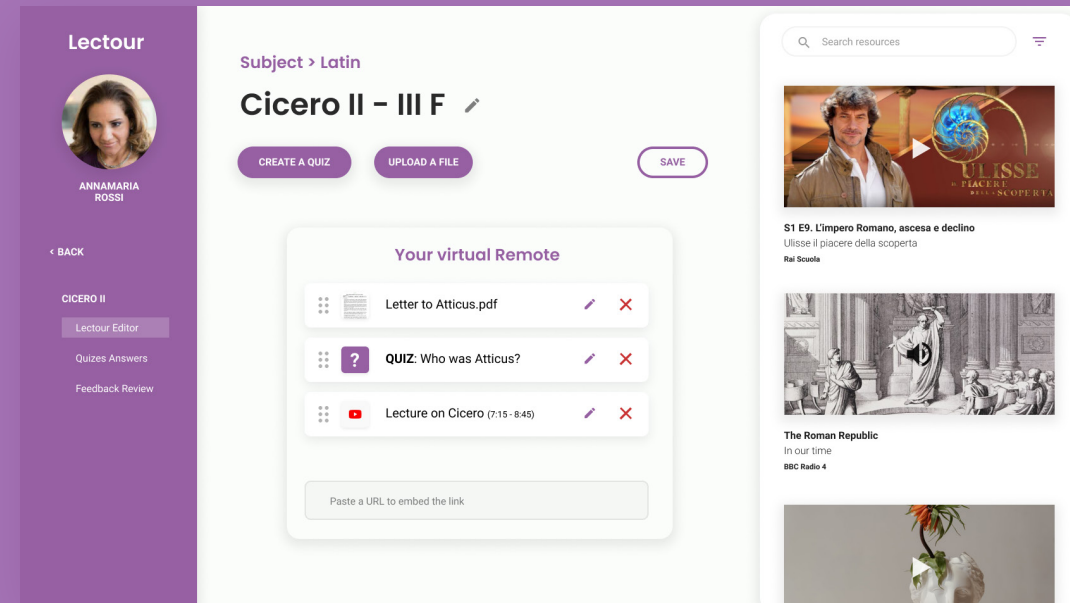 Lectour
ANNAMARIA
ROSSI
< BACK
CICERO II
Lectour Editor
Quizes Answers
Feedback Review
Subject > Latin
Cicero II - III F
CREATE A QUIZ
UPLOAD A FILE
SAVE
Your virtual Remote
Letter to Atticus.pdf
?
QUIZ: Who was Atticus?
Lecture on Cicero (7:15 - 8:45)
Paste a URL to embed the link
Search resources
ULISSE
IL PIACERE
DELLA SCOPERTA
S1 E9. L'impero Romano, ascesa e declino
Ulisse il piacere della scoperta
Rai Scuola
The Roman Republic
In our time
BBC Radio 4